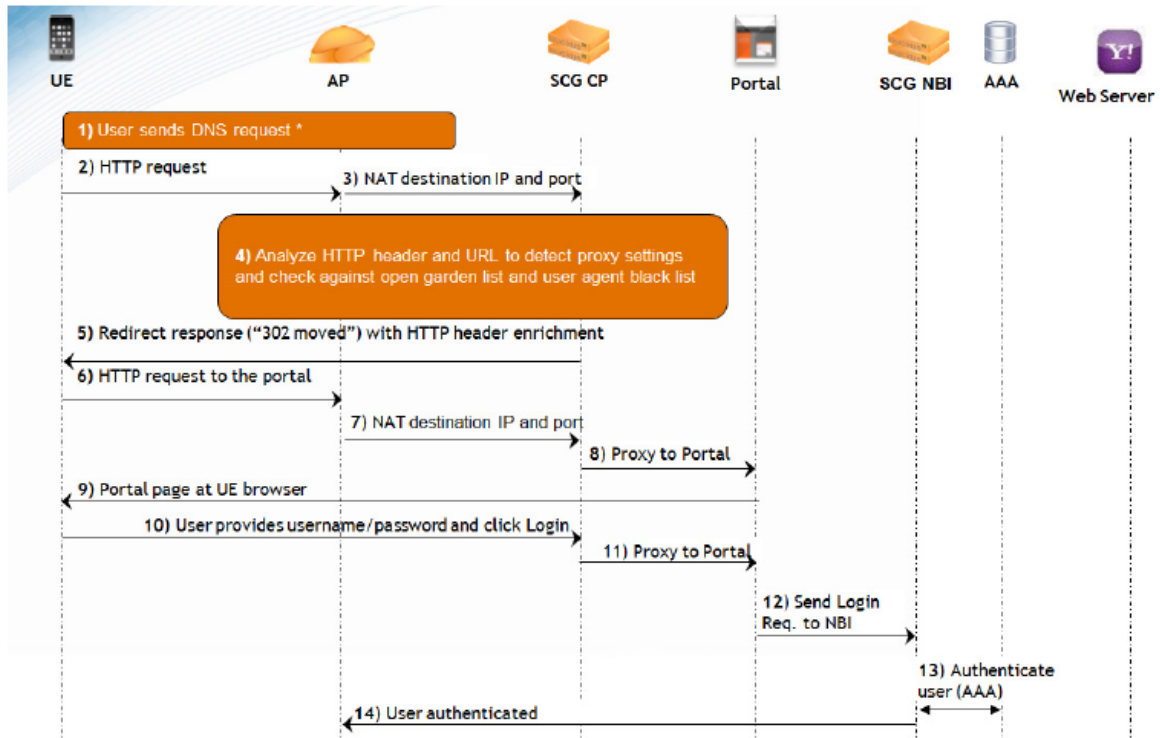 Y!
UE
AP
SCG CP
Portal
SCG NBI
AAA
Web Server
1) User sends DNS request *
2) HTTP request
3) NAT destination IP and port
4) Analyze HTTP header and URL to detect proxy settings
and check against open garden list and user agent black list
5) Redirect response (“302 moved”) with HTTP header enrichment
6) HTTP request to the portal
7) NAT destination IP and port
8) Proxy to Portal
9) Portal page at UE browser
10) User provides username/password and click Login
11) Proxy to Portal
12) Send Login
Req. to NBI
13) Authenticate
user (AAA)
14) User authenticated